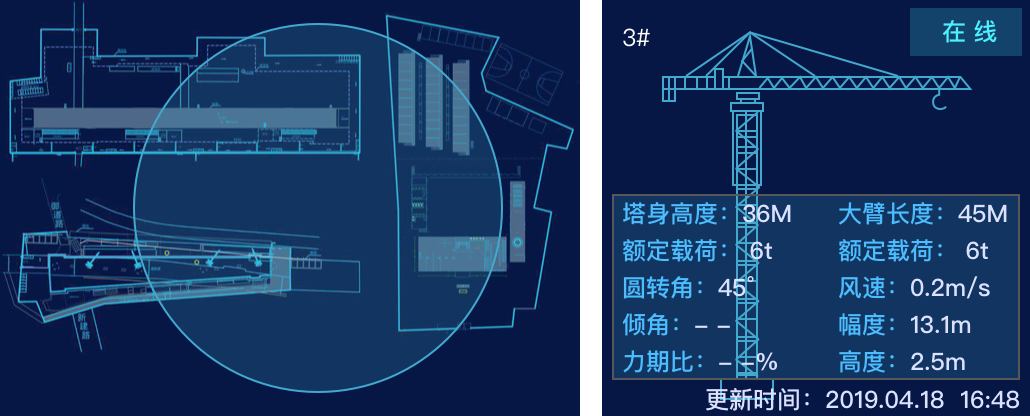 3#
在线
塔身高度：36M 大臂长度：45M
额定载荷：6t 额定载荷：6t
圆转角：45° 风速：0.2m/s
倾角：– – 幅度：13.1m
力期比：– –% 高度：2.5m
更新时间：2019.04.18 16:48